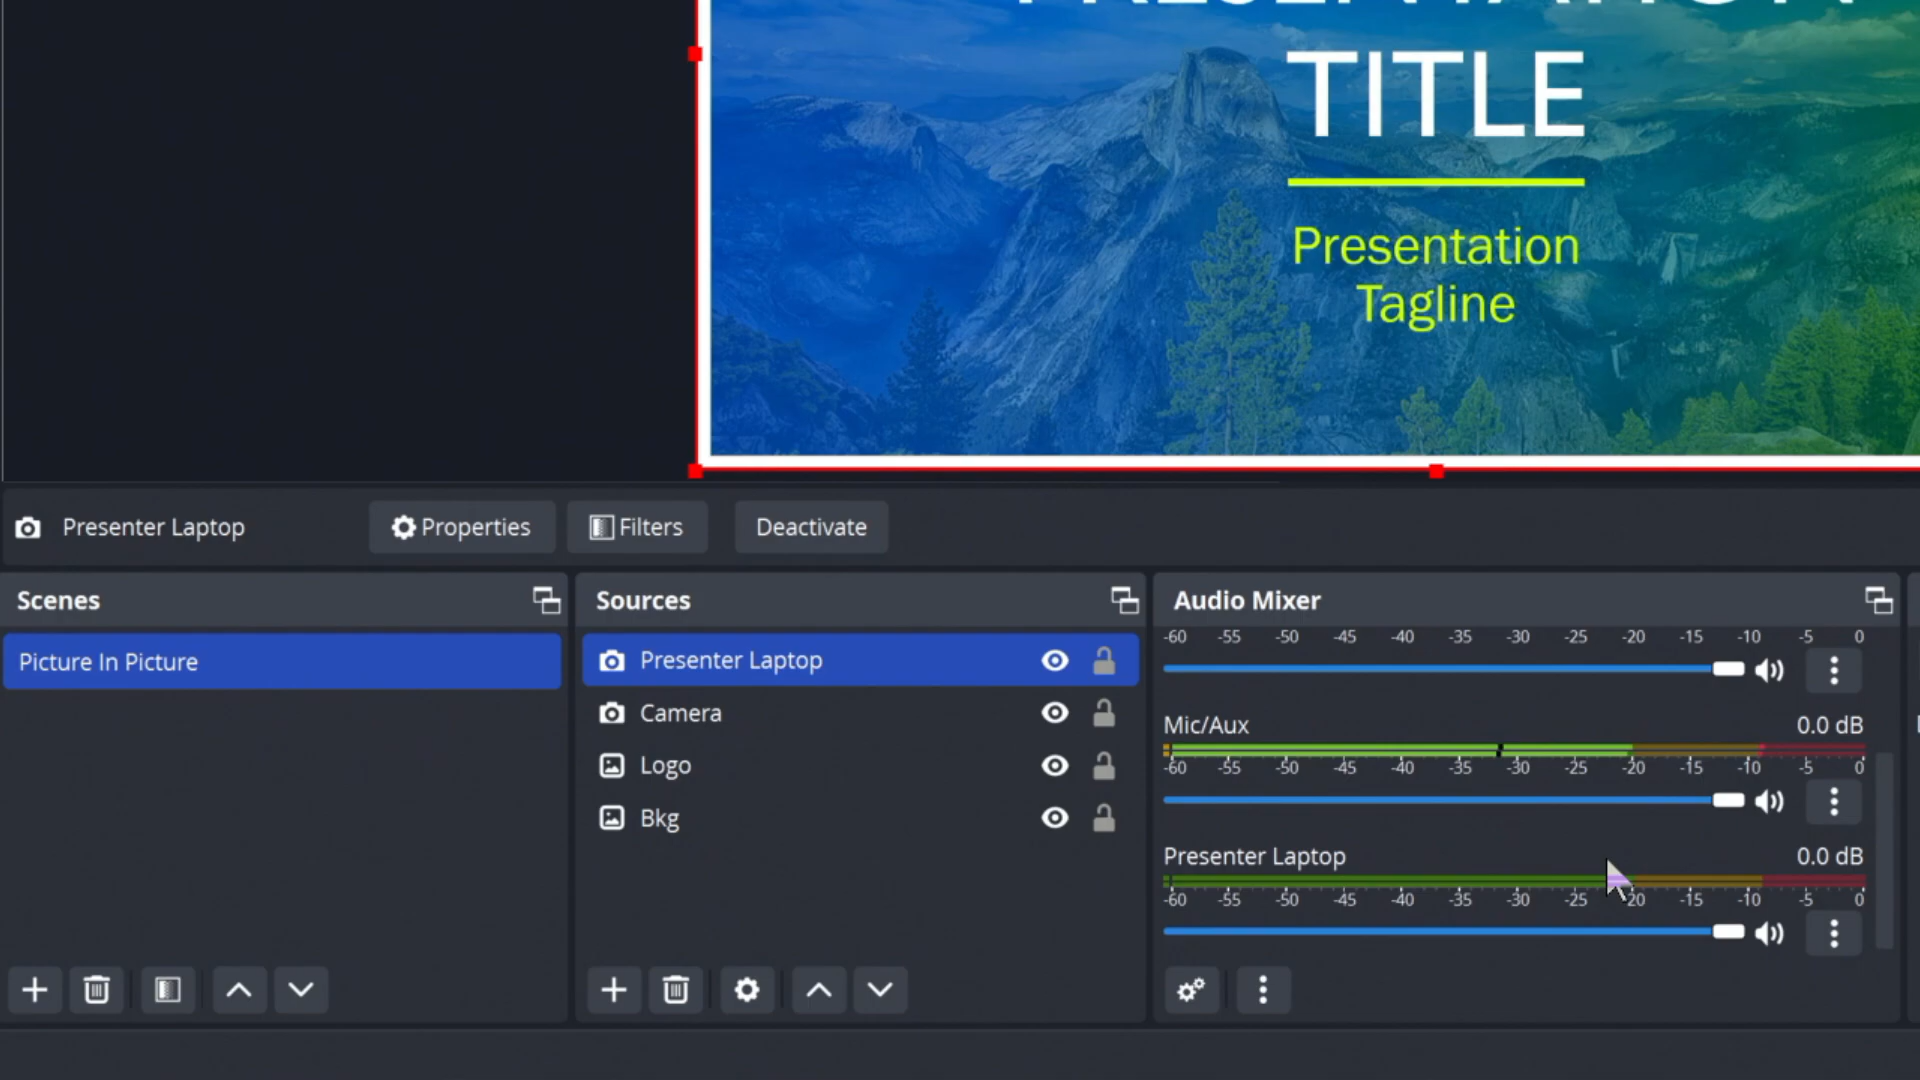 PRESENTATION
TITLE
Presentation
Tagline
Presenter Laptop
Properties
Filters
Deactivate
Scenes
Sources
Audio Mixer
Picture In Picture
Presenter Laptop
Camera
Logo
Bkg
-60 -55 -50 -45 -40 -35 -30 -25 -20 -15 -10 -5 0
Mic/Aux 0.0 dB
-60 -55 -50 -45 -40 -35 -30 -25 -20 -15 -10 -5 0
Presenter Laptop 0.0 dB
-60 -55 -50 -45 -40 -35 -30 -25 -20 -15 -10 -5 0